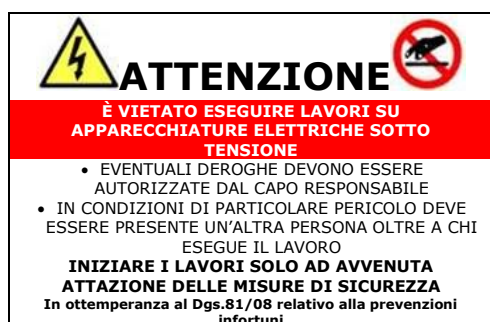 ATTENZIONE
È VIETATO ESEGUIRE LAVORI SU
APPARECCHIATURE ELETTRICHE SOTTO
TENSIONE
• EVENTUALI DEROGHE DEVONO ESSERE
AUTORIZZATE DAL CAPO RESPONSABILE
• IN CONDIZIONI DI PARTICOLARE PERICOLO DEVE
ESSERE PRESENTE UN'ALTRA PERSONA OLTRE A CHI
ESEGUE IL LAVORO
INIZIARE I LAVORI SOLO AD AVVENUTA
ATTAZIONE DELLE MISURE DI SICUREZZA
In ottemperanza al Dgs.81/08 relativo alla prevenzioni
infortuni